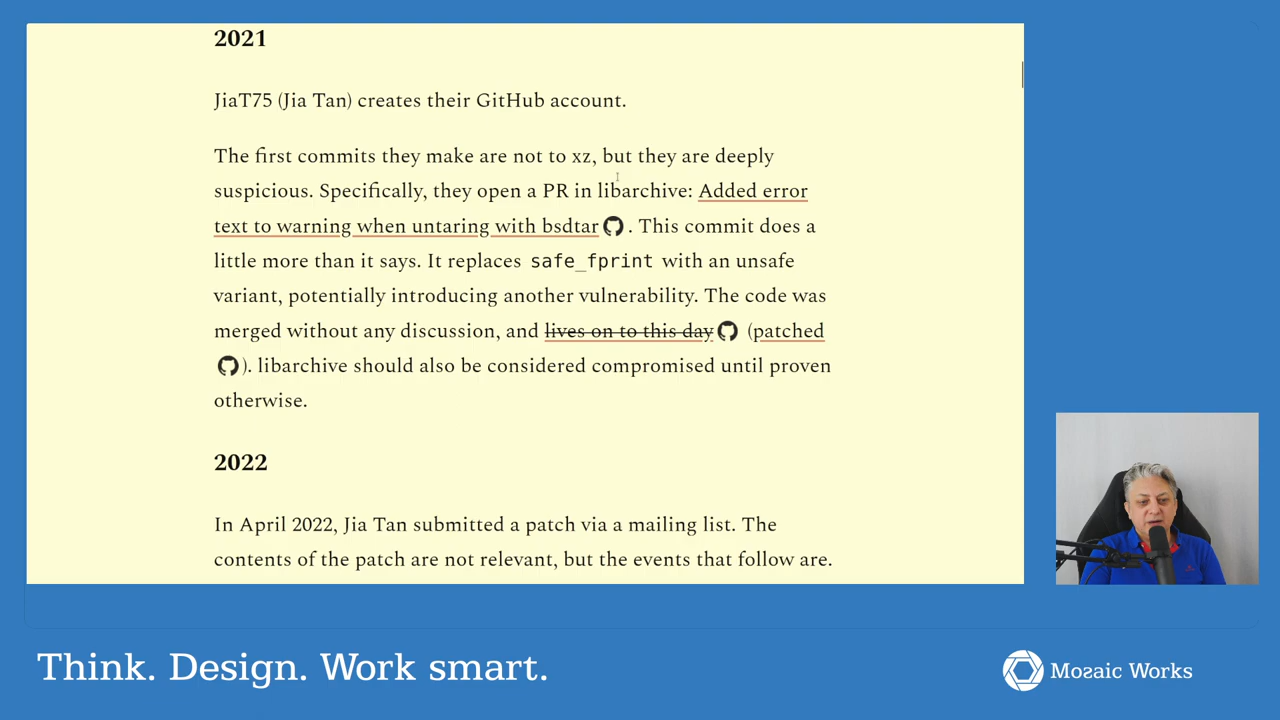 2021
JiaT75 (Jia Tan) creates their GitHub account.
The first commits they make are not to xz, but they are deeply
suspicious. Specifically, they open a PR in libarchive: Added error
text to warning when untaring with bsdtar . This commit does a
little more than it says. It replaces safe_fprint with an unsafe
variant, potentially introducing another vulnerability. The code was
merged without any discussion, and lives on to this day (patched
). libarchive should also be considered compromised until proven
otherwise.
2022
In April 2022, Jia Tan submitted a patch via a mailing list. The
contents of the patch are not relevant, but the events that follow are.
Think. Design. Work smart.
Mozaic Works